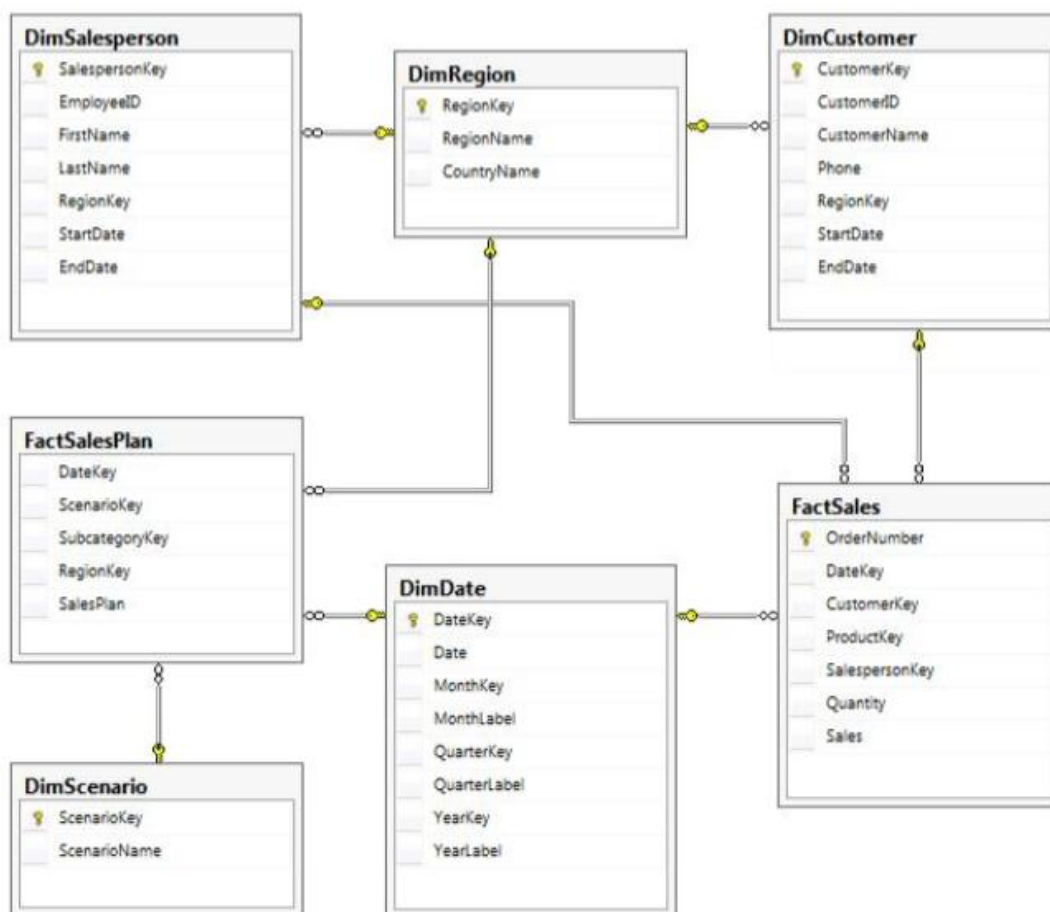 DimSalesperson
SalespersonKey
EmployeeID
FirstName
LastName
RegionKey
StartDate
EndDate
DimRegion
RegionKey
RegionName
CountryName
DimCustomer
CustomerKey
CustomerID
CustomerName
Phone
RegionKey
StartDate
EndDate
FactSalesPlan
DateKey
ScenarioKey
SubcategoryKey
RegionKey
SalesPlan
DimDate
DateKey
Date
MonthKey
MonthLabel
QuarterKey
QuarterLabel
YearKey
YearLabel
FactSales
OrderNumber
DateKey
CustomerKey
ProductKey
SalespersonKey
Quantity
Sales
DimScenario
ScenarioKey
ScenarioName